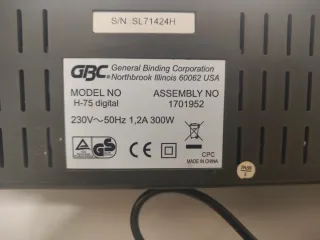 S/N :SL71424H
GBC. General Binding Corporation
Northbrook Illinois 60062 USA
MODEL NO ASSEMBLY NO
H-75 digital 1701952
230V～50Hz 1,2A 300W
CE GS
CPC
MADE IN CHINA